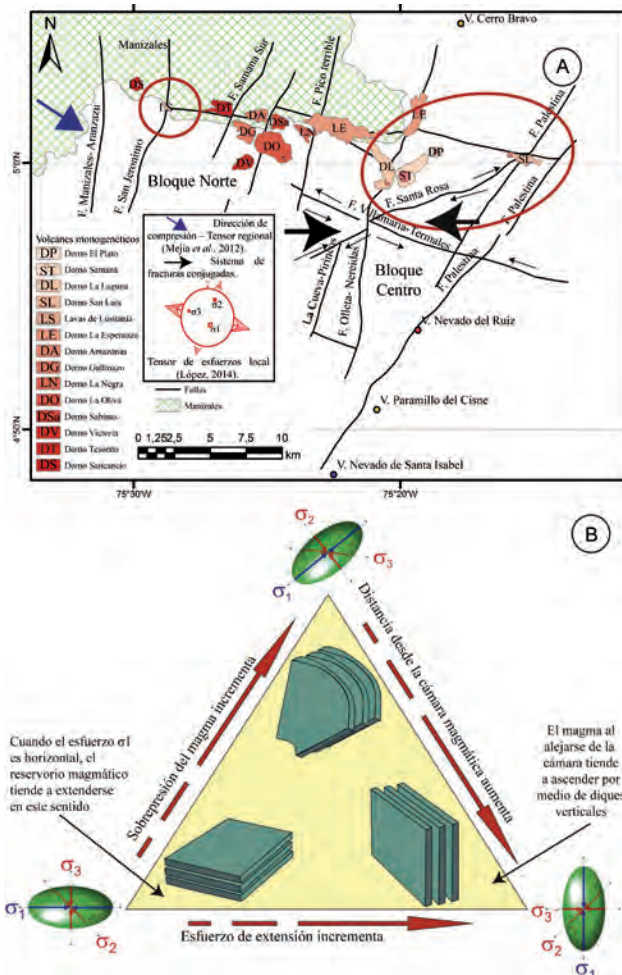 N
A
V. Cerro Bravo
Manizales
F. Samana Sur
F. Pico terrible
F. Manizales- Aranzazu
F. San Jeronimo
DS
LS
DT
DA
DSa
DG
DO
DV
LN
LE
LE
DL
DP
ST
SL
F. Palestina
F. Santa Rosa
F. Villamaria-Termales
F. Palestina
F. Palestina
5°0'N
Bloque Norte
Bloque
Centro
La Cueva-Pirineos
F. Olleta- Nereidas
V. Nevado del Ruiz
V. Paramillo del Cisne
V. Nevado de Santa Isabel
4°50'N
75°30'W
75°20'W
Volcanes monogenéticos
DP Domo El Plato
ST Domo Samana
DL Domo La Laguna
SL Domo San Luis
LS Lavas de Lusitania
LE Domo La Esperanza
DA Domo Amazonas
DG Domo Gallinazo
LN Domo La Negra
DO Domo La Oliva
DSa Domo Sabinas
DV Domo Victoria
DT Domo Tesorito
DS Domo Sancancio
Dirección de
compresión – Tensor regional
(Mejia et al., 2012).
Sistema de
fracturas conjugadas.
σ2
σ3
σ1
Tensor de esfuerzos local
(López, 2014).
Fallas
Manizales
0 1,25 2,5 5 7,5 10
km
B
σ2
σ3
σ1
Sobrepresión del magma incrementa
Distancia desde la
cámara magmática aumenta
Cuando el esfuerzo σ1
es horizontal, el
reservorio magmático
tiende a extenderse
en este sentido
El magma al
alejarse de la
cámara tiende
a ascender por
medio de diques
verticales
σ3
σ1
σ2
Esfuerzo de extensión incrementa
σ3
σ2
σ1